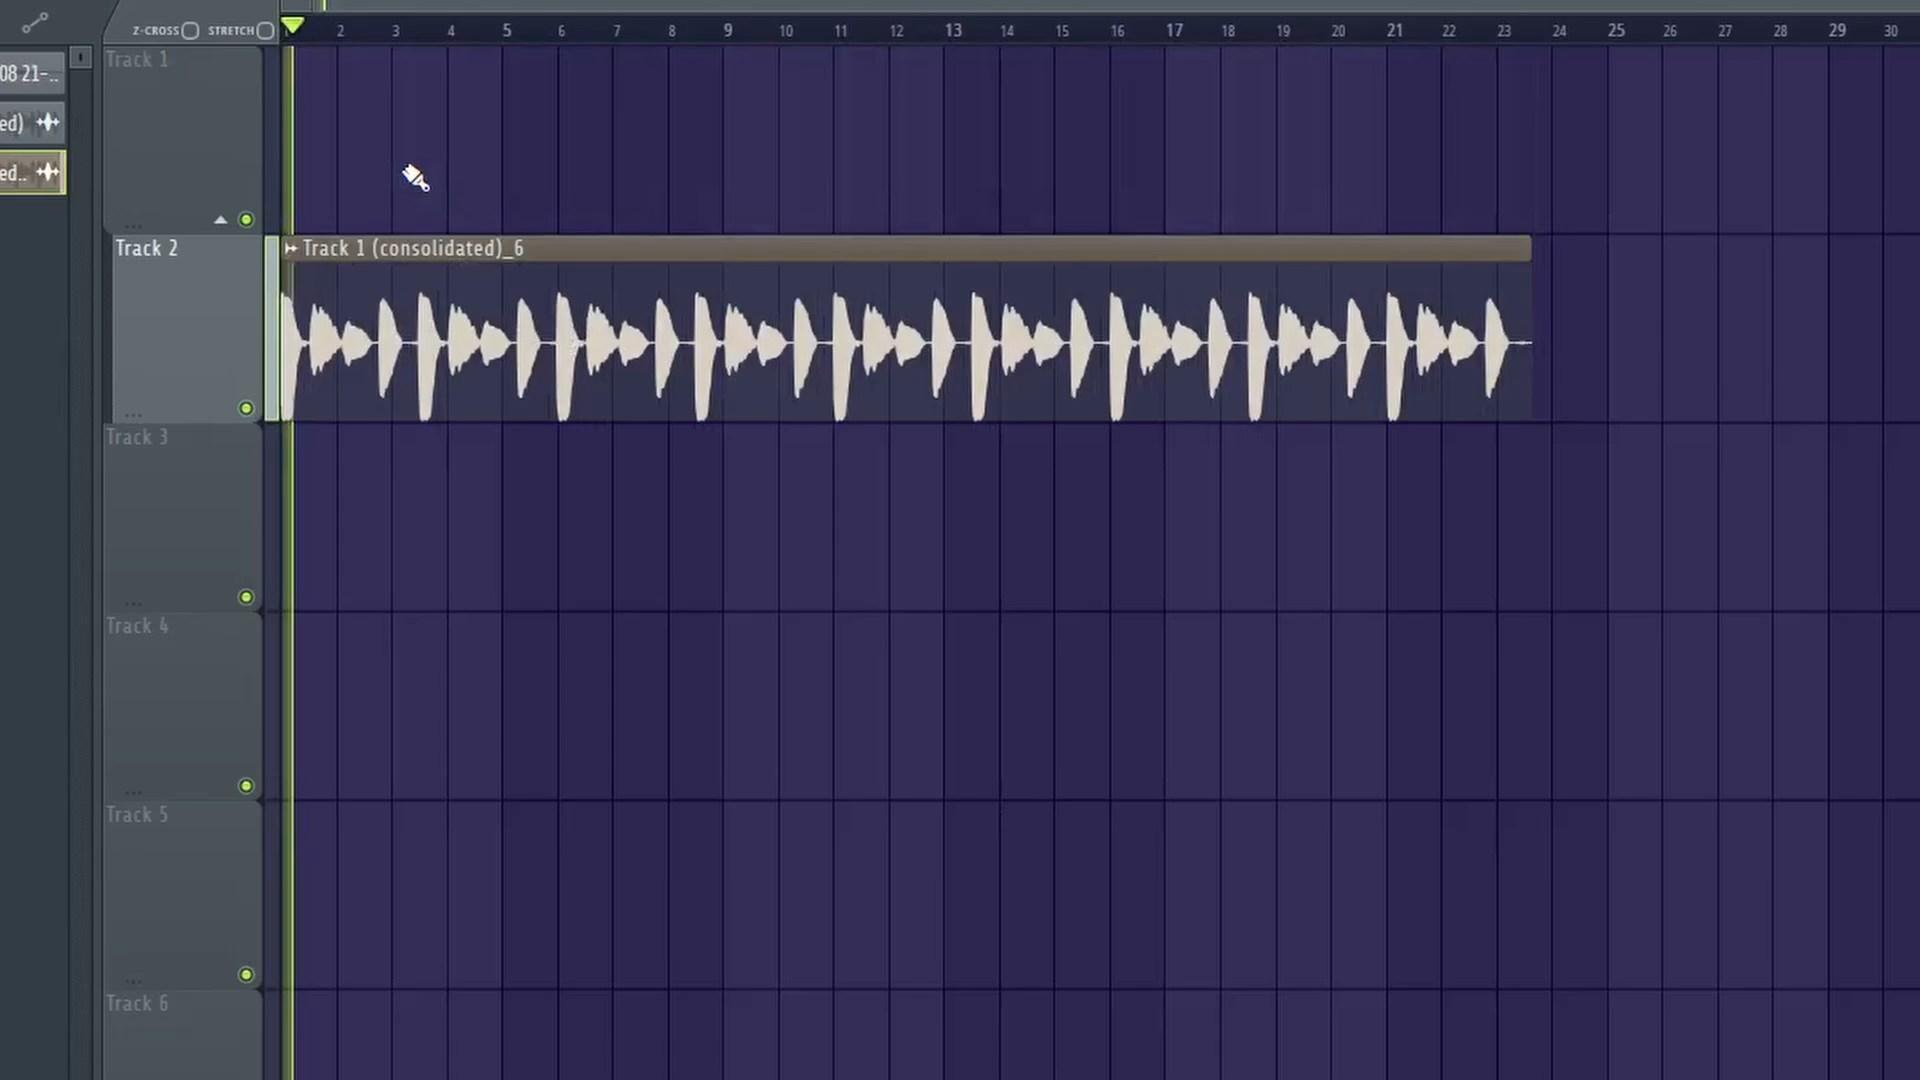 Z-CROSS STRETCH 2 3 4 5 6 7 8 9 10 11 12 13 14 15 16 17 18 19 20 21 22 23 24 25 26 27 28 29 30
Track 1
08 21-..
ed)
ed..
Track 2
Track 1 (consolidated)_6
Track 3
Track 4
Track 5
Track 6